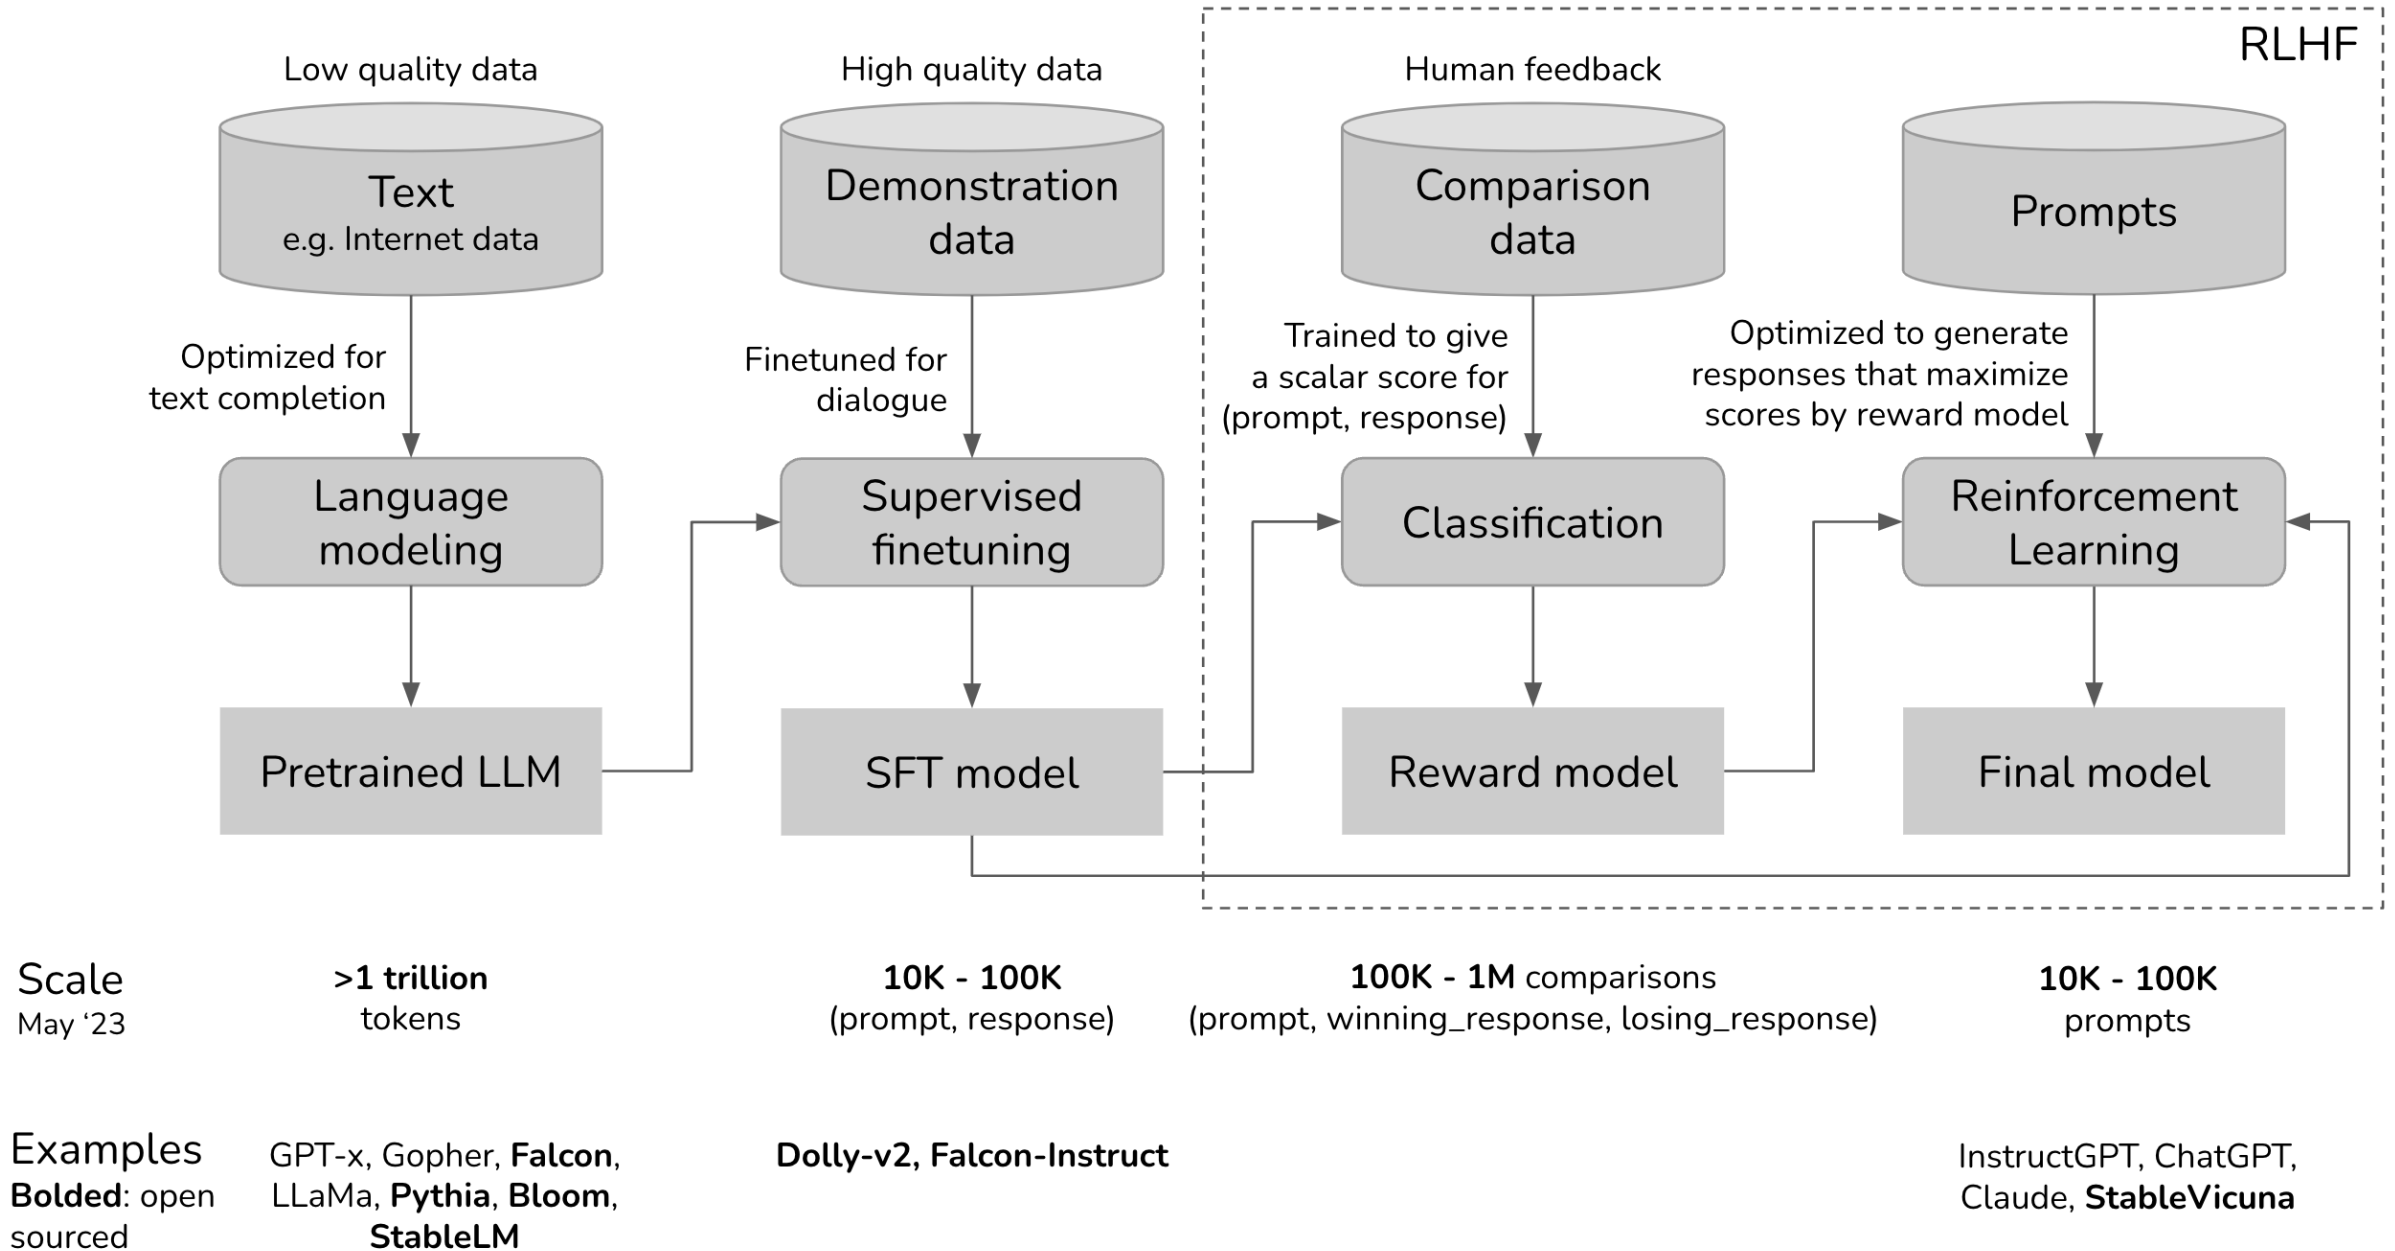 RLHF
Low quality data
High quality data
Human feedback
Text
e.g. Internet data
Demonstration
data
Comparison
data
Prompts
Optimized for
text completion
Finetuned for
dialogue
Trained to give
a scalar score for
(prompt, response)
Optimized to generate
responses that maximize
scores by reward model
Language
modeling
Supervised
finetuning
Classification
Reinforcement
Learning
Pretrained LLM
SFT model
Reward model
Final model
Scale
May ‘23
>1 trillion
tokens
10K - 100K
(prompt, response)
100K - 1M comparisons
(prompt, winning_response, losing_response)
10K - 100K
prompts
Examples
Bolded: open
sourced
GPT-x, Gopher, Falcon,
LLaMa, Pythia, Bloom,
StableLM
Dolly-v2, Falcon-Instruct
InstructGPT, ChatGPT,
Claude, StableVicuna